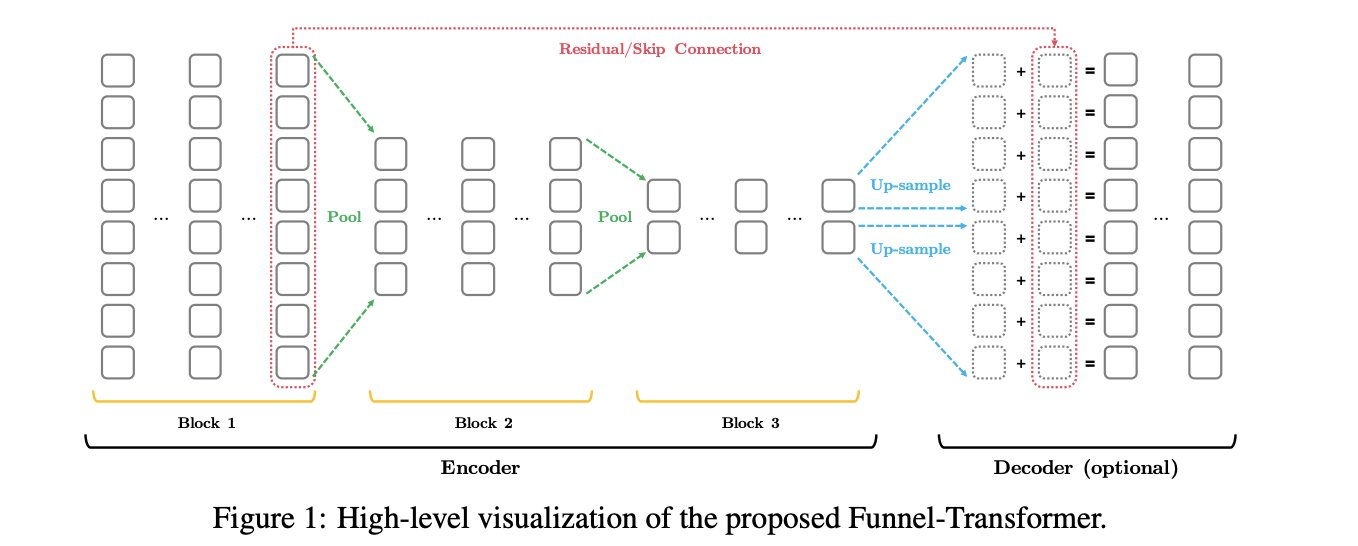 Residual/Skip Connection
+ =
+ =
+ =
Up-sample
+ =
... ... Pool ... ... Pool ... ... ...
+ =
Up-sample
+ =
+ =
+ =
Block 1 Block 2 Block 3
Encoder Decoder (optional)
Figure 1: High-level visualization of the proposed Funnel-Transformer.